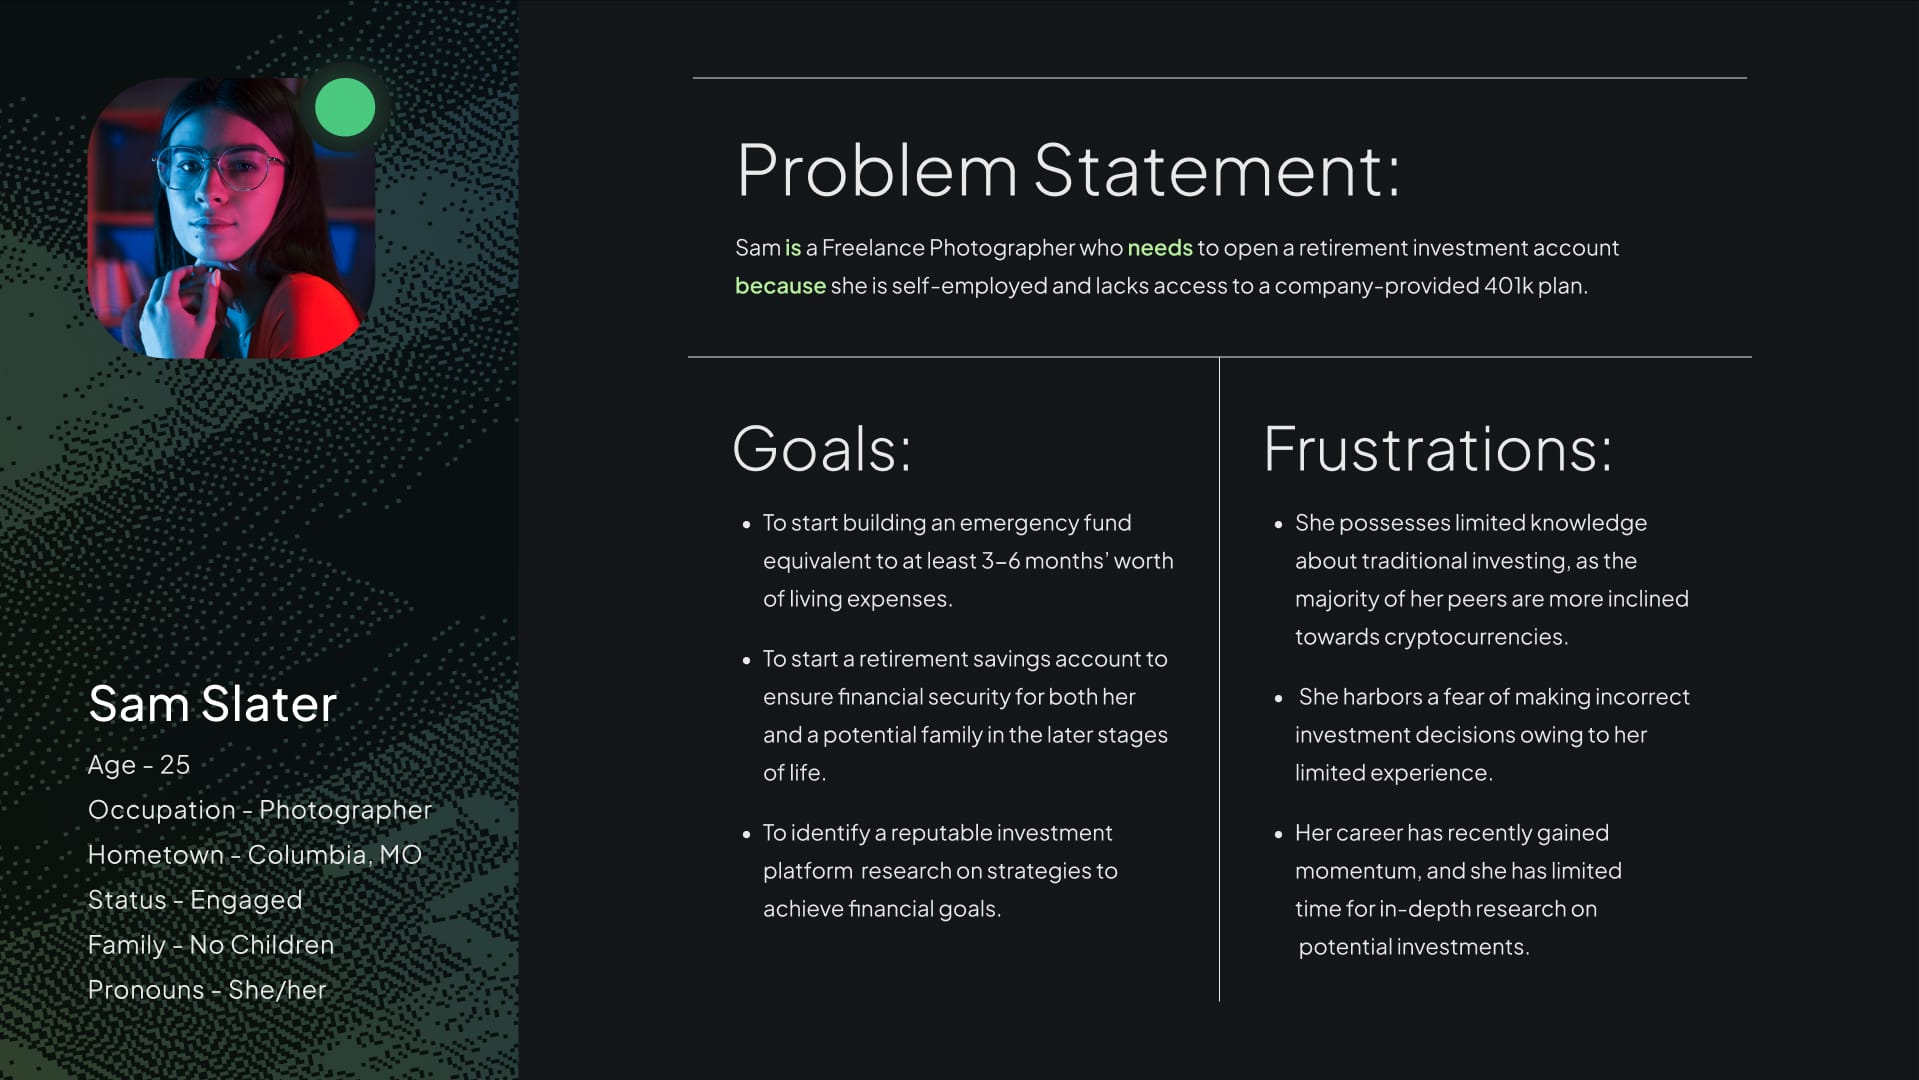 Problem Statement:
Sam is a Freelance Photographer who needs to open a retirement investment account
because she is self-employed and lacks access to a company-provided 401k plan.
Goals:
• To start building an emergency fund
equivalent to at least 3–6 months’ worth
of living expenses.
• To start a retirement savings account to
ensure financial security for both her
and a potential family in the later stages
of life.
• To identify a reputable investment
platform  research on strategies to
achieve financial goals.
Frustrations:
• She possesses limited knowledge
about traditional investing, as the
majority of her peers are more inclined
towards cryptocurrencies.
• She harbors a fear of making incorrect
investment decisions owing to her
limited experience.
• Her career has recently gained
momentum, and she has limited
time for in-depth research on
potential investments.
Sam Slater
Age - 25
Occupation - Photographer
Hometown - Columbia, MO
Status - Engaged
Family - No Children
Pronouns - She/her